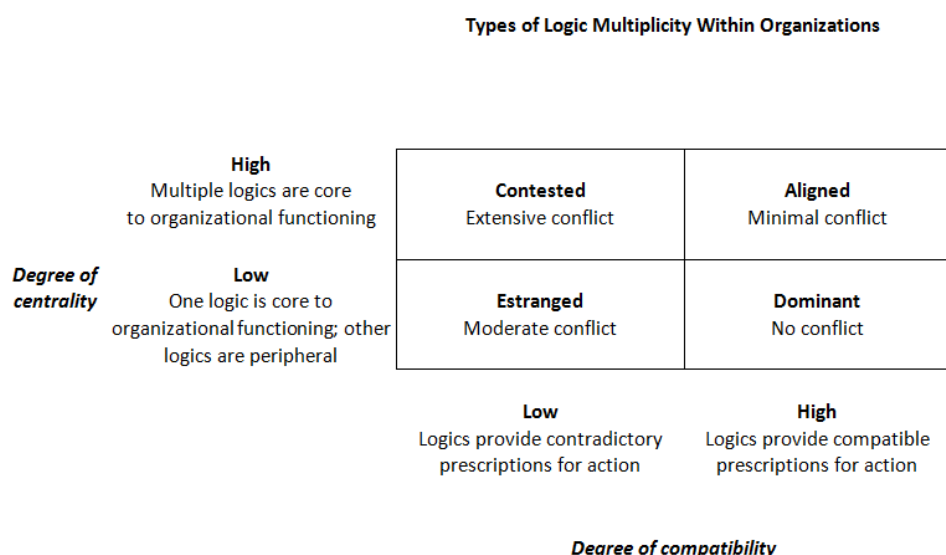 Types of Logic Multiplicity Within Organizations
High
Multiple logics are core
to organizational functioning
Contested
Extensive conflict
Aligned
Minimal conflict
Degree of
centrality
Low
One logic is core to
organizational functioning; other
logics are peripheral
Estranged
Moderate conflict
Dominant
No conflict
Low
Logics provide contradictory
prescriptions for action
High
Logics provide compatible
prescriptions for action
Degree of compatibility